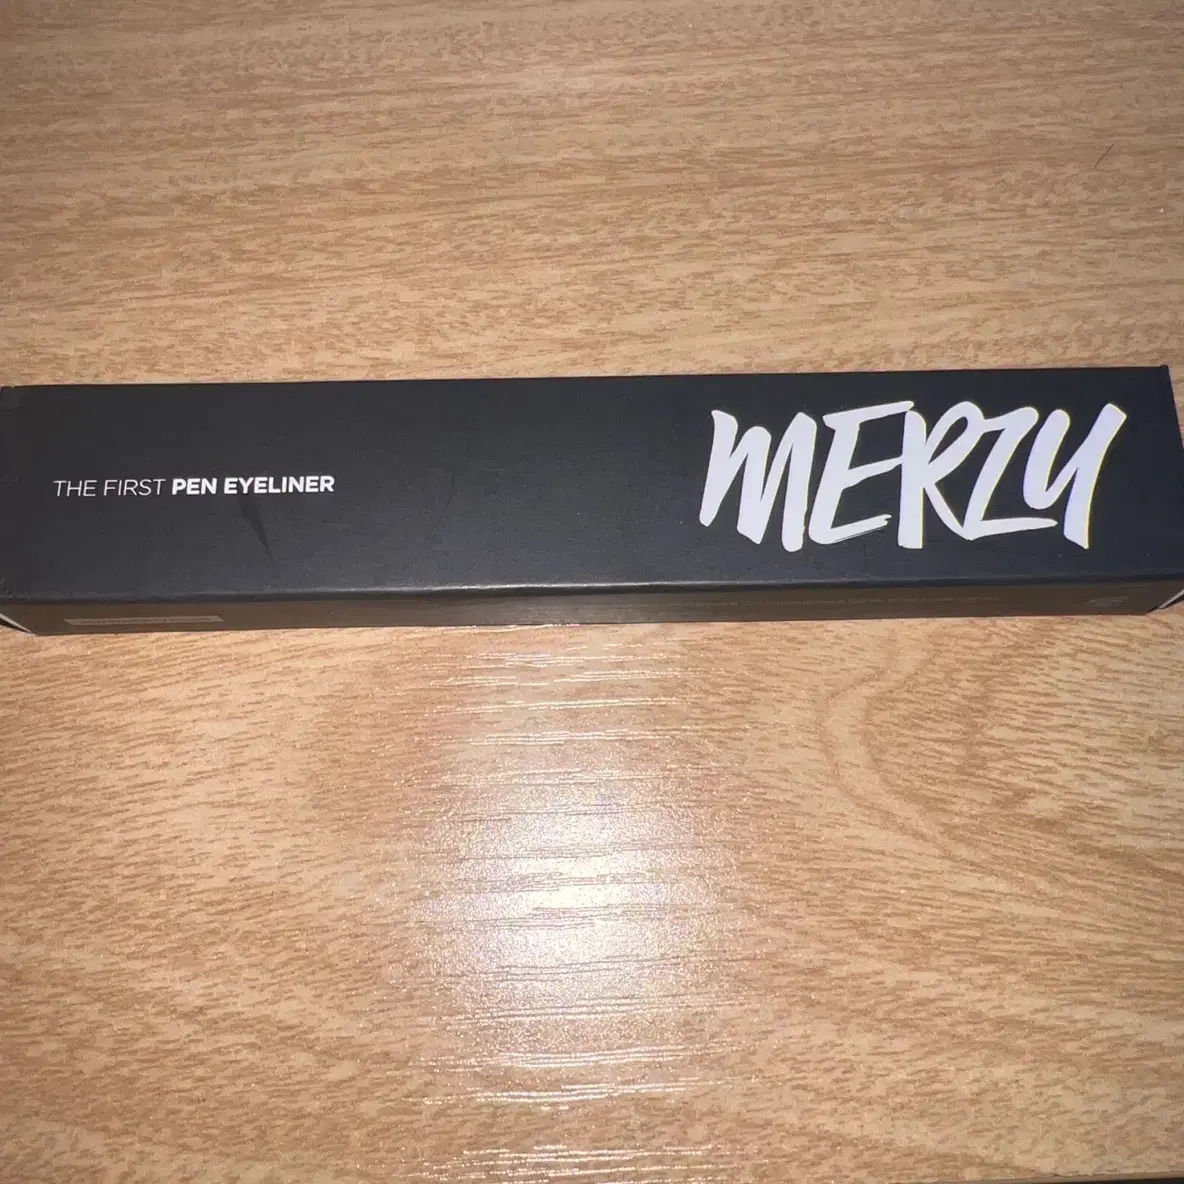 THE FIRST PEN EYELINER
MERZY